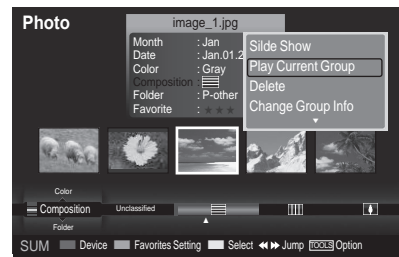 Photo
image_1.jpg
Month : Jan
Date : Jan.01.2
Color : Gray
Composition :
Folder : P-other
Favorite : ★ ★ ★
Silde Show
Play Current Group
Delete
Change Group Info
Color
Composition
Unclassified
Folder
SUM Device Favorites Setting Select Jump TOOLS Option